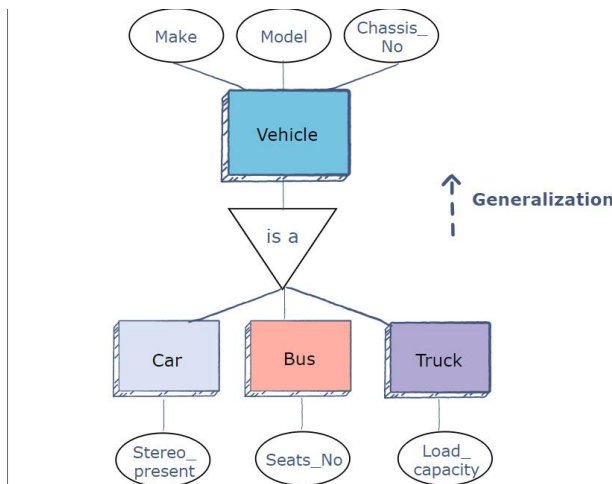 Make
Model
Chassis_
No
Vehicle
Generalization
is a
Car
Bus
Truck
Stereo_
present
Seats_No
Load_
capacity